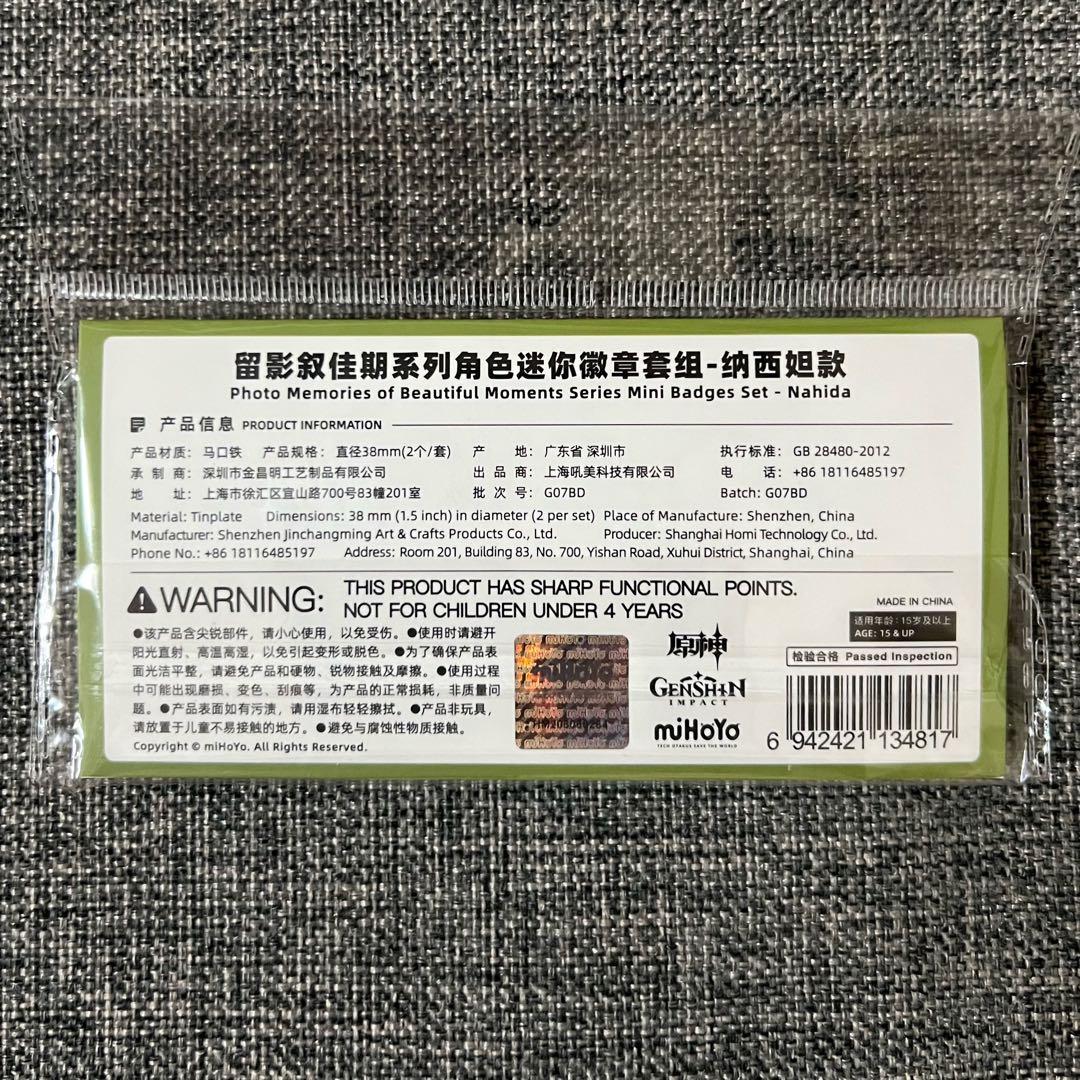 留影叙佳期系列角色迷你徽章套组-纳西妲款
Photo Memories of Beautiful Moments Series Mini Badges Set - Nahida
产品信息 PRODUCT INFORMATION
产品材质: 马口铁 产品规格: 直径38mm(2个/套) 产 地: 广东省 深圳市 执行标准: GB 28480-2012
承 制 商: 深圳市金昌明工艺制品有限公司 出 品 商: 上海吼美科技有限公司 电 话: +86 18116485197
地 址: 上海市徐汇区宜山路700号83幢201室 批 次 号: G07BD Batch: G07BD
Material: Tinplate Dimensions: 38 mm (1.5 inch) in diameter (2 per set) Place of Manufacture: Shenzhen, China
Manufacturer: Shenzhen Jinchangming Art & Crafts Products Co., Ltd. Producer: Shanghai Homi Technology Co., Ltd.
Phone No.: +86 18116485197 Address: Room 201, Building 83, No. 700, Yishan Road, Xuhui District, Shanghai, China
WARNING: THIS PRODUCT HAS SHARP FUNCTIONAL POINTS.
NOT FOR CHILDREN UNDER 4 YEARS
●该产品含尖锐部件，请小心使用，以免受伤。●使用时请避开
阳光直射、高温高湿，以免引起变形或脱色。●为了确保产品表
面光洁平整，请避免产品和硬物、锐物接触及摩擦。●使用过程
中可能出现磨损、变色、刮痕等，为产品的正常损耗，非质量问
题。●产品表面如有污渍，请用湿布轻轻擦拭。●产品非玩具，
请放置于儿童不易接触的地方。●避免与腐蚀性物质接触。
Copyright © miHoYo. All Rights Reserved.
miHoYo
原神
GENSHIN
IMPACT
miHoYo
TECH OTAKUS SAVE THE WORLD
MADE IN CHINA
适用年龄: 15岁及以上
AGE: 15 & UP
检验合格 Passed Inspection
6 942421 134817